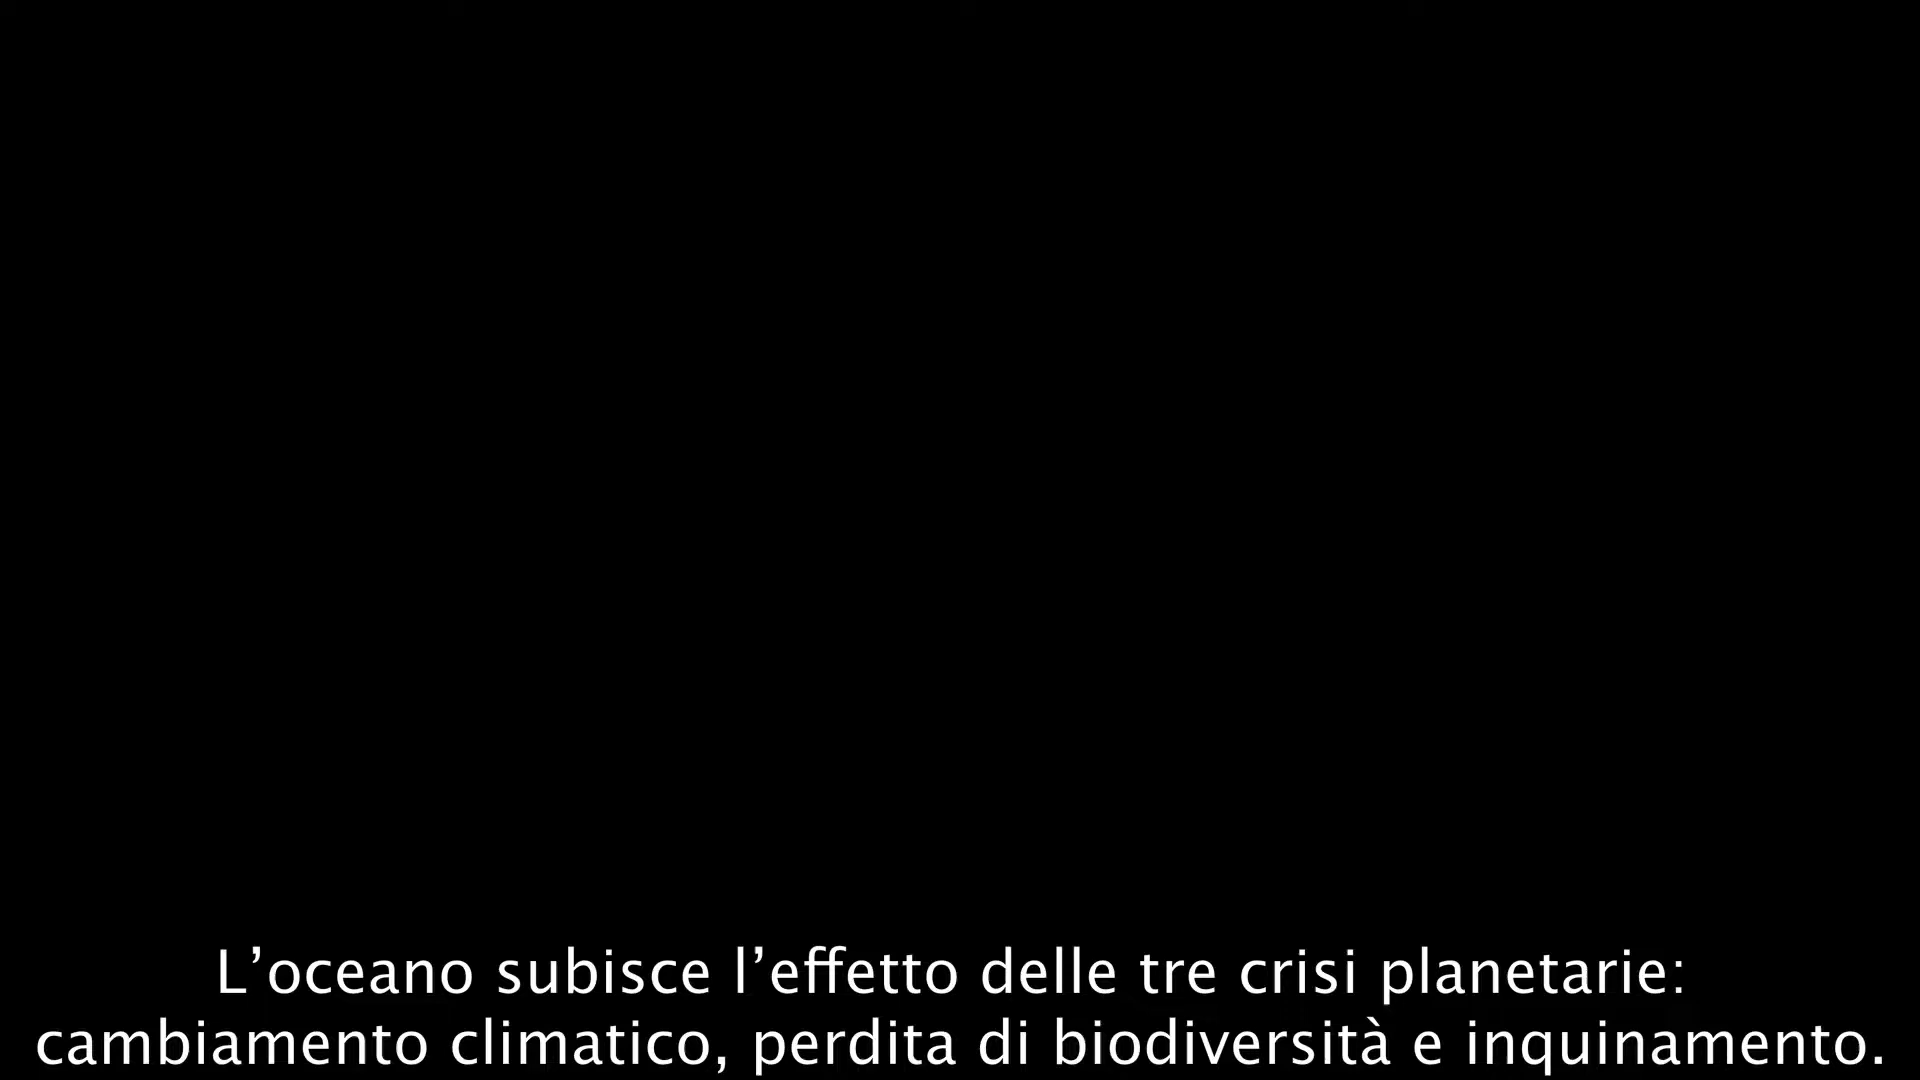 L’oceano subisce l’effetto delle tre crisi planetarie:
cambiamento climatico, perdita di biodiversità e inquinamento.